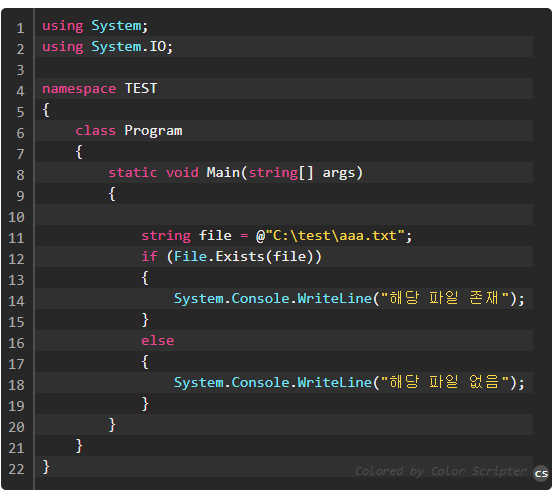 1 using System;
2 using System.IO;
3
4 namespace TEST
5 {
6     class Program
7     {
8         static void Main(string[] args)
9         {
10
11             string file = @"C:\test\aaa.txt";
12             if (File.Exists(file))
13             {
14                 System.Console.WriteLine("해당 파일 존재");
15             }
16             else
17             {
18                 System.Console.WriteLine("해당 파일 없음");
19             }
20         }
21     }
22 }
Colored by Color Scripter
cs